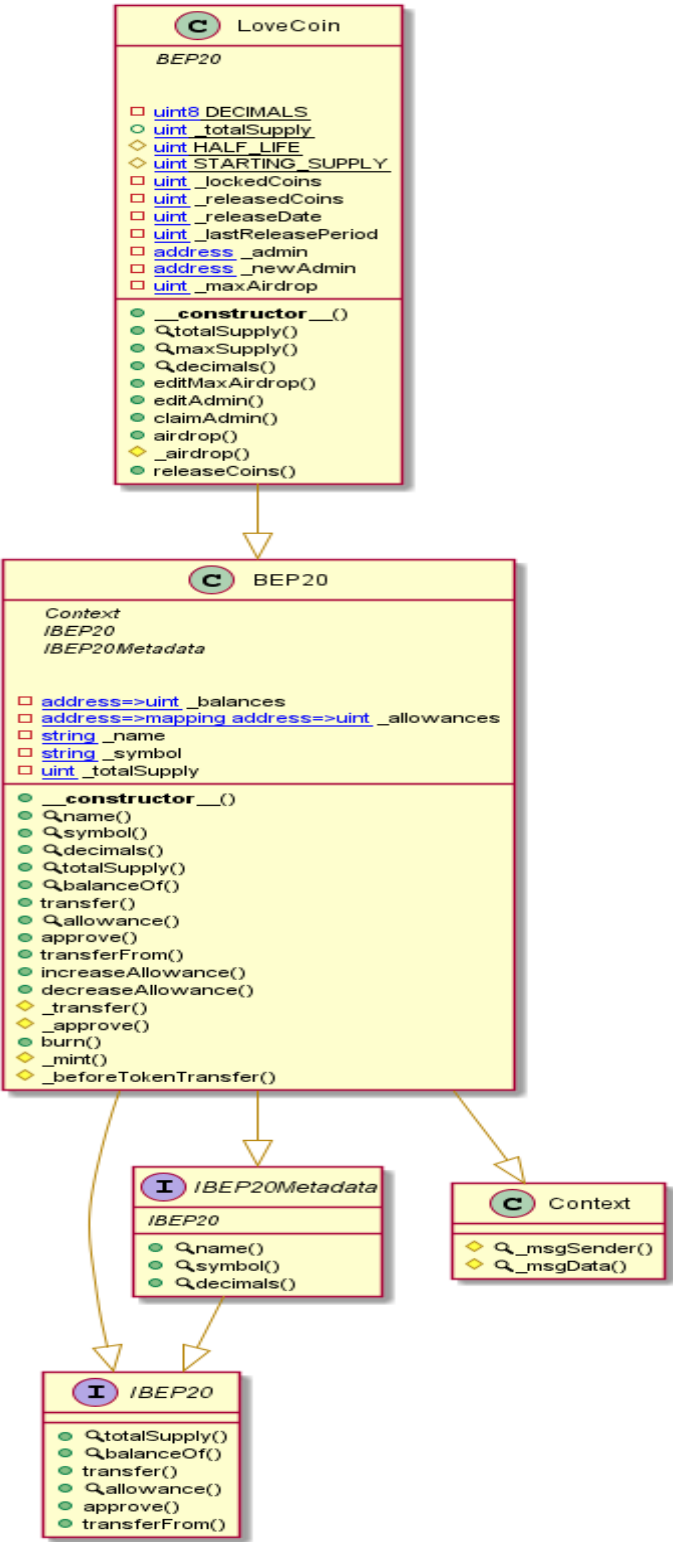 C LoveCoin
BEP20
uint8 DECIMALS
uint _totalSupply
uint HALF_LIFE
uint STARTING_SUPPLY
uint _lockedCoins
uint _releasedCoins
uint _releaseDate
uint _lastReleasePeriod
address _admin
address _newAdmin
uint _maxAirdrop
__constructor__()
totalSupply()
maxSupply()
decimals()
editMaxAirdrop()
editAdmin()
claimAdmin()
airdrop()
_airdrop()
releaseCoins()
C BEP20
Context
IBEP20
IBEP20Metadata
address=>uint _balances
address=>mapping address=>uint _allowances
string _name
string _symbol
uint _totalSupply
__constructor__()
name()
symbol()
decimals()
totalSupply()
balanceOf()
transfer()
allowance()
approve()
transferFrom()
increaseAllowance()
decreaseAllowance()
_transfer()
_approve()
burn()
_mint()
_beforeTokenTransfer()
I IBEP20Metadata
IBEP20
name()
symbol()
decimals()
C Context
_msgSender()
_msgData()
I IBEP20
totalSupply()
balanceOf()
transfer()
allowance()
approve()
transferFrom()